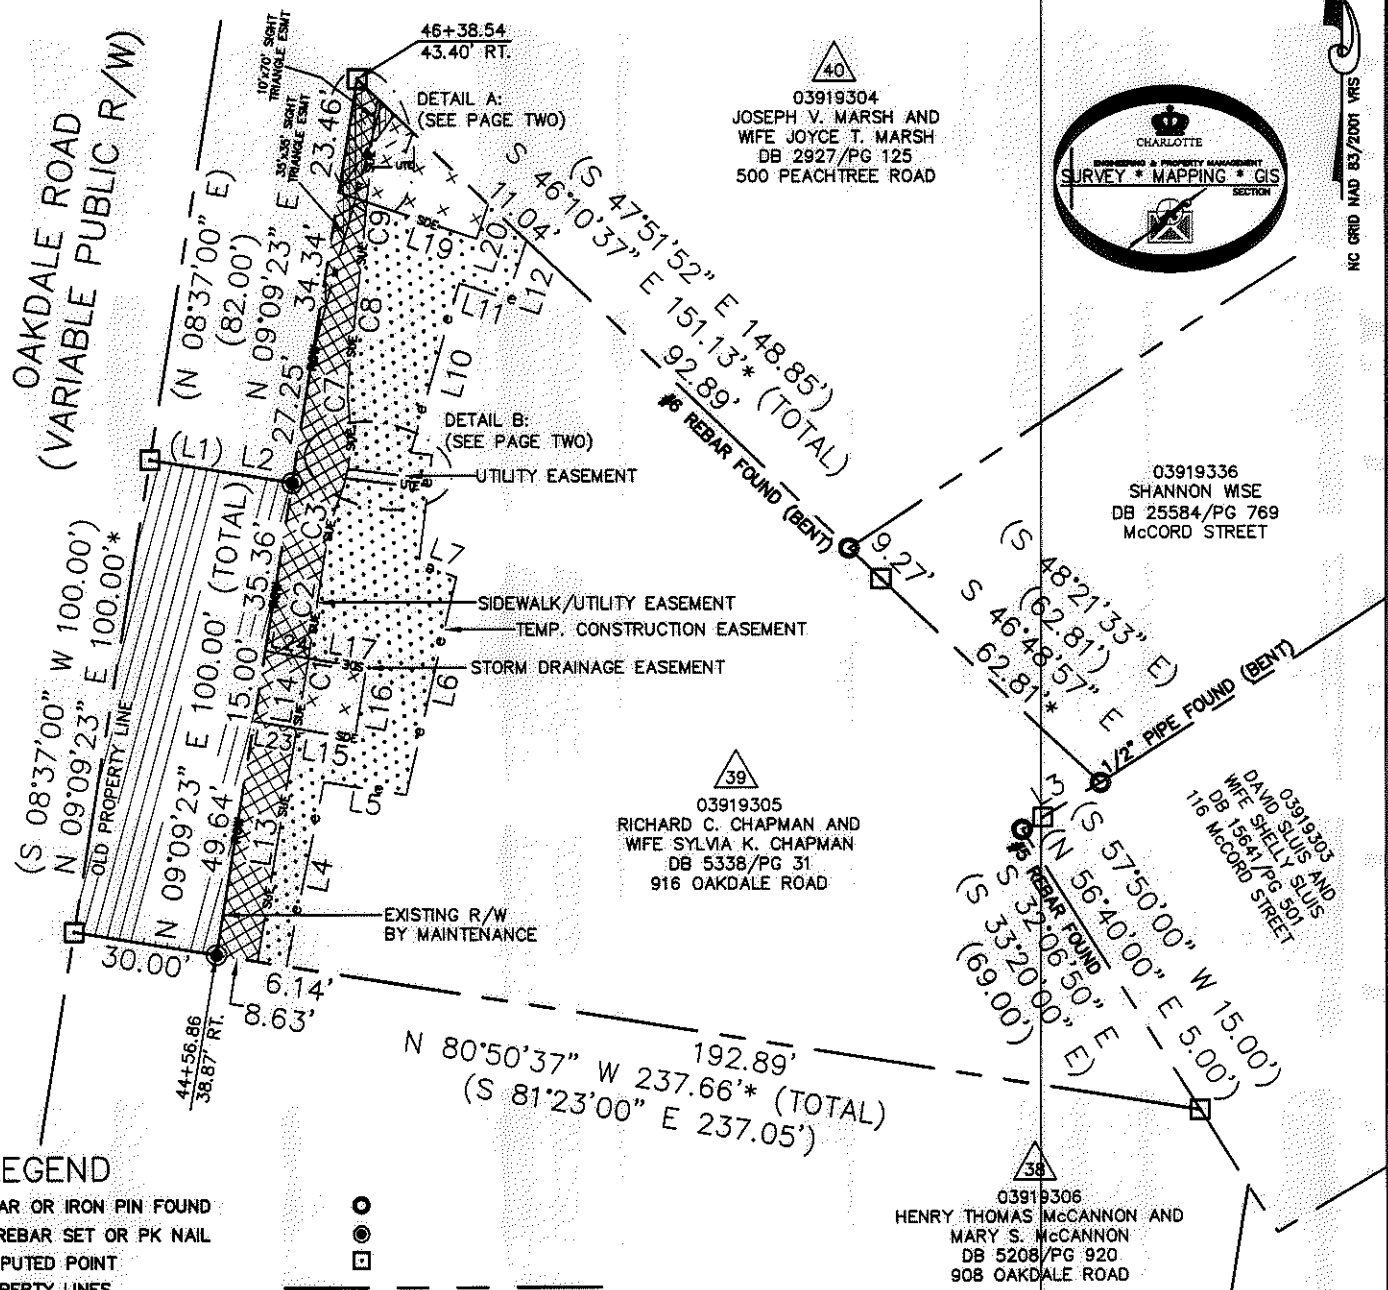 OAKDALE ROAD
(VARIABLE PUBLIC R/W)
46+38.54
43.40' RT.
10'x70' SIGHT
TRIANGLE ESMT
35'x35' SIGHT
TRIANGLE ESMT
DETAIL A:
(SEE PAGE TWO)
40
03919304
JOSEPH V. MARSH AND
WIFE JOYCE T. MARSH
DB 2927/PG 125
500 PEACHTREE ROAD
CHARLOTTE
ENGINEERING & PROPERTY MANAGEMENT
SURVEY * MAPPING * GIS
SECTION
NC GRID NAD 83/2001 VRS
(N 08°37'00" E)
(82.00')
N 09°09'23" E
23.46'
34.34'
27.25'
UTE
SUE
SDE
C9
L19
L20
11.04'
L12
L11
C8
L10
C7
(S 47°51'52" E 148.85')
S 46°10'37" E 151.13'* (TOTAL)
92.89'
#6 REBAR FOUND (BENT)
(L1)
L2
DETAIL B:
(SEE PAGE TWO)
UTILITY EASEMENT
03919336
SHANNON WISE
DB 25584/PG 769
McCORD STREET
9.27'
(S 48°21'33" E)
(62.81')
S 46°48'57" E
62.81'*
1/2" PIPE FOUND (BENT)
(S 08°37'00" W 100.00')
N 09°09'23" E 100.00'*
OLD PROPERTY LINE
N 09°09'23" E 100.00' (TOTAL)
49.64'
15.00'
35.36'
C3
C2
L7
SIDEWALK/UTILITY EASEMENT
TEMP. CONSTRUCTION EASEMENT
STORM DRAINAGE EASEMENT
L17
L14
C1
L16
L6
L15
L5
L13
L4
39
03919305
RICHARD C. CHAPMAN AND
WIFE SYLVIA K. CHAPMAN
DB 5338/PG 31
916 OAKDALE ROAD
L3
#5 REBAR FOUND
(S 57°50'00" W 15.00')
(N 56°40'00" E 5.00')
S 32°06'50" E
(S 33°20'00" E)
(69.00')
03919303
DAVID SLUIS AND
WIFE SHELLY SLUIS
DB 15641/PG 501
116 McCORD STREET
EXISTING R/W
BY MAINTENANCE
30.00'
6.14'
8.63'
44+56.86
38.87' RT.
192.89'
N 80°50'37" W 237.66'* (TOTAL)
(S 81°23'00" E 237.05')
38
03919306
HENRY THOMAS McCANNON AND
MARY S. McCANNON
DB 5208/PG 920
908 OAKDALE ROAD
EGEND
AR OR IRON PIN FOUND
REBAR SET OR PK NAIL
PUTED POINT
PERTY LINES